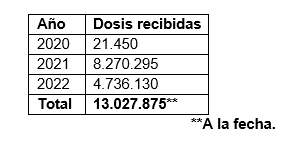 Año Dosis recibidas
2020 21.450
2021 8.270.295
2022 4.736.130
Total 13.027.875**
**A la fecha.